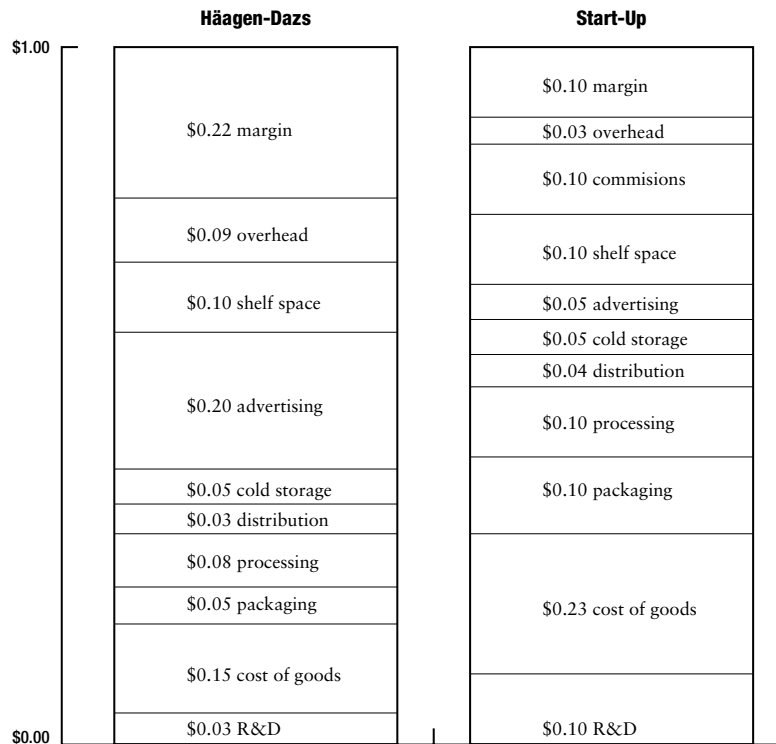 Häagen-Dazs
Start-Up
$1.00
$0.22 margin
$0.09 overhead
$0.10 shelf space
$0.20 advertising
$0.05 cold storage
$0.03 distribution
$0.08 processing
$0.05 packaging
$0.15 cost of goods
$0.03 R&D
$0.10 margin
$0.03 overhead
$0.10 commisions
$0.10 shelf space
$0.05 advertising
$0.05 cold storage
$0.04 distribution
$0.10 processing
$0.10 packaging
$0.23 cost of goods
$0.10 R&D
$0.00